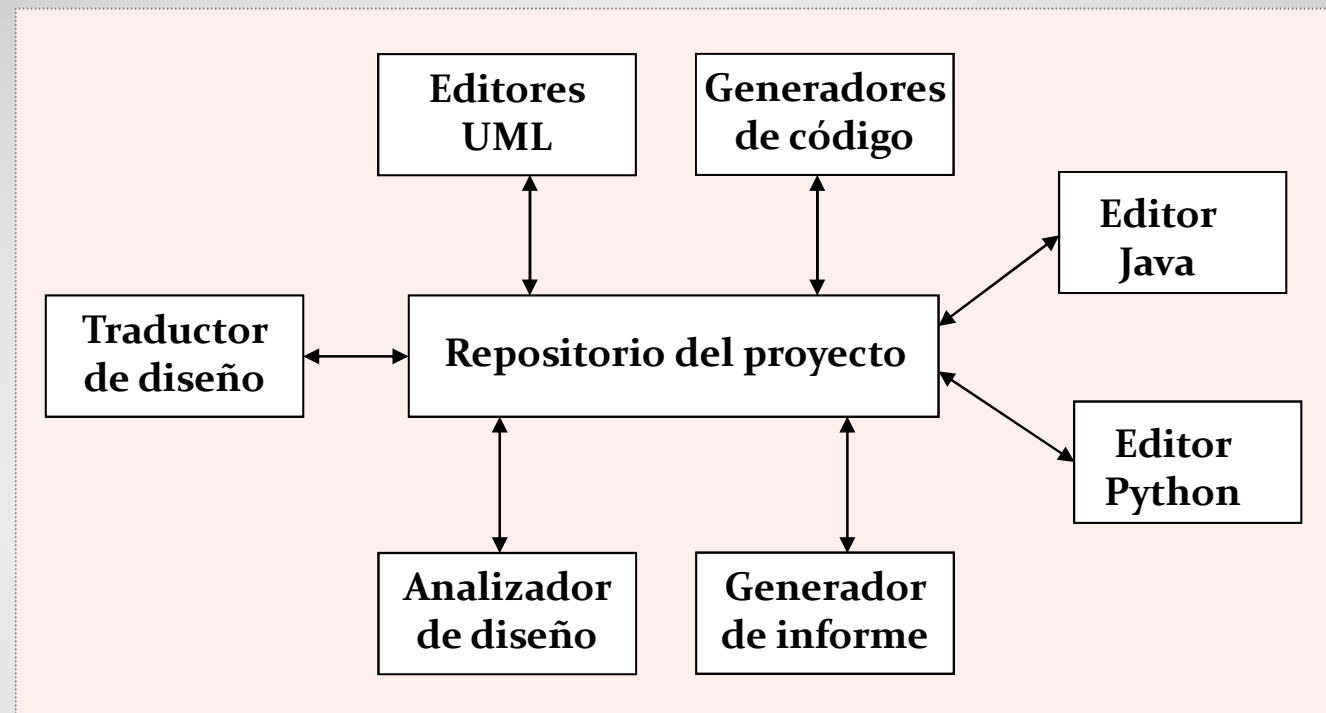 Editores
UML
Generadores
de código
Editor
Java
Traductor
de diseño
Repositorio del proyecto
Editor
Python
Analizador
de diseño
Generador
de informe